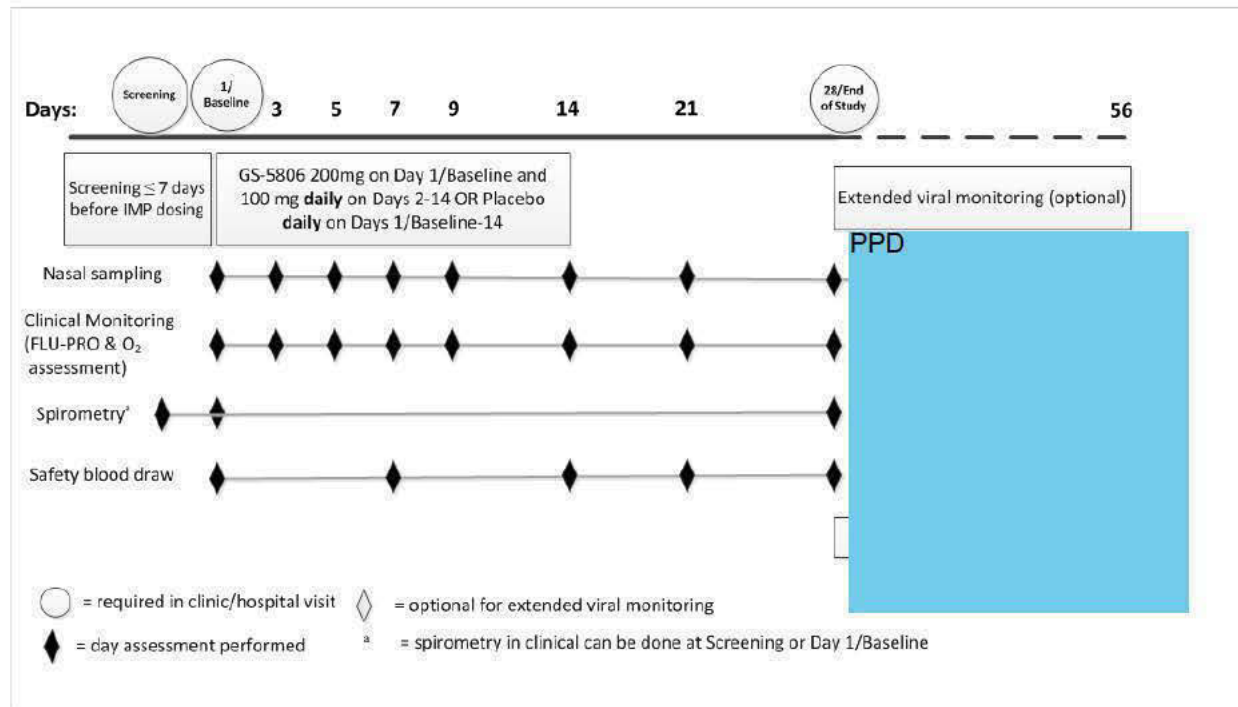 Screening
1/
Baseline
28/End
of Study
Days:
3
5
7
9
14
21
56
Screening ≤ 7 days
before IMP dosing
GS-5806 200mg on Day 1/Baseline and
100 mg daily on Days 2-14 OR Placebo
daily on Days 1/Baseline-14
Extended viral monitoring (optional)
PPD
Nasal sampling
Clinical Monitoring
(FLU-PRO & O₂
assessment)
Spirometryᵃ
Safety blood draw
= required in clinic/hospital visit
= optional for extended viral monitoring
= day assessment performed
ᵃ = spirometry in clinical can be done at Screening or Day 1/Baseline